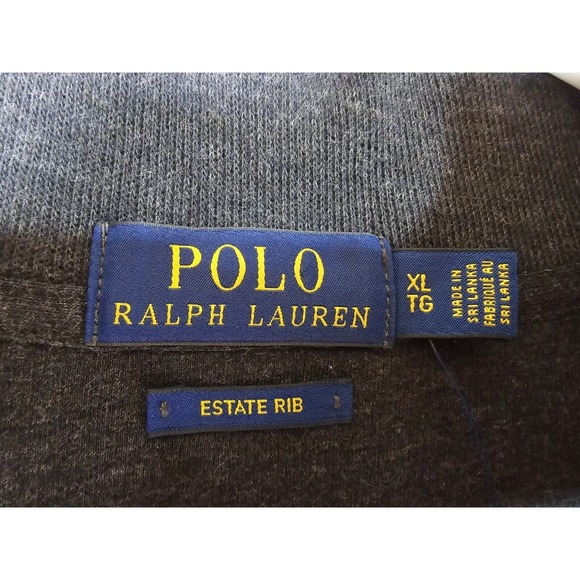 POLO
RALPH LAUREN
XL
TG
MADE IN
SRI LANKA
FABRIQUÉ AU
SRI LANKA
ESTATE RIB